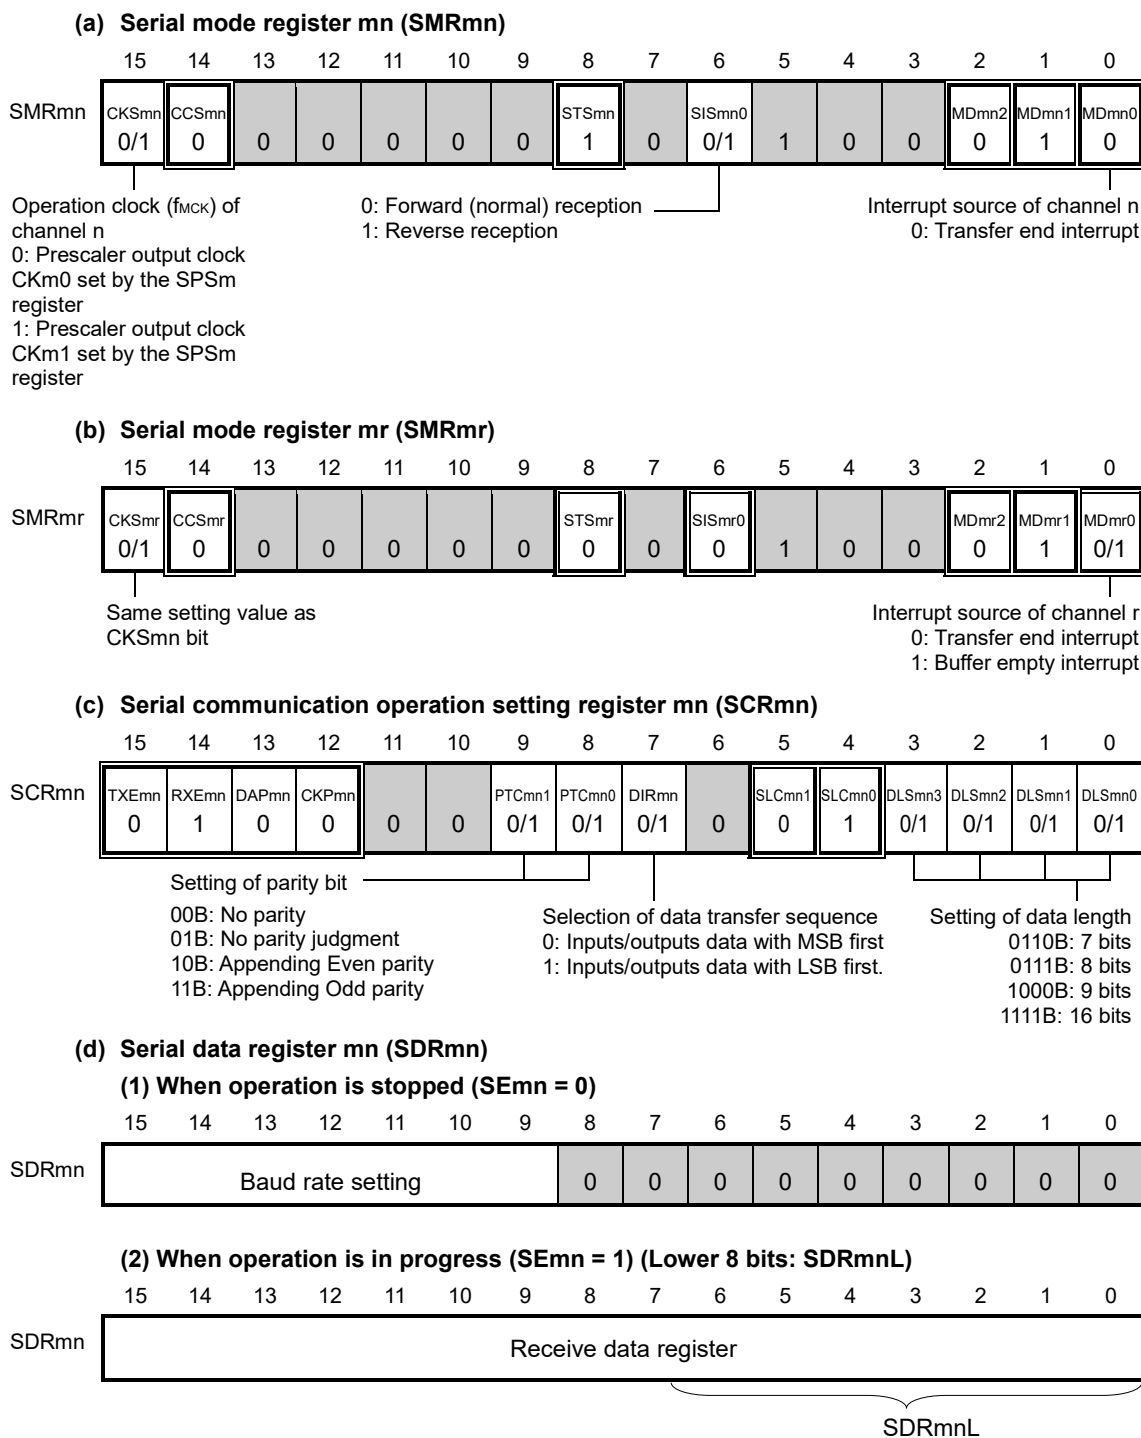 (a) Serial mode register mn (SMRmn)
15 14 13 12 11 10 9 8 7 6 5 4 3 2 1 0
SMRmn
CKSmn CCSmn STSmn SISmn0 MDmn2 MDmn1 MDmn0
0/1 0 0 0 0 0 0 1 0 0/1 1 0 0 0 1 0
Operation clock (fMCK) of
channel n
0: Prescaler output clock
CKm0 set by the SPSm
register
1: Prescaler output clock
CKm1 set by the SPSm
register
0: Forward (normal) reception
1: Reverse reception
Interrupt source of channel n
0: Transfer end interrupt
(b) Serial mode register mr (SMRmr)
15 14 13 12 11 10 9 8 7 6 5 4 3 2 1 0
SMRmr
CKSmr CCSmr STSmr SISmr0 MDmr2 MDmr1 MDmr0
0/1 0 0 0 0 0 0 0 0 0 1 0 0 0 1 0/1
Same setting value as
CKSmn bit
Interrupt source of channel r
0: Transfer end interrupt
1: Buffer empty interrupt
(c) Serial communication operation setting register mn (SCRmn)
15 14 13 12 11 10 9 8 7 6 5 4 3 2 1 0
SCRmn
TXEmn RXEmn DAPmn CKPmn PTCmn1 PTCmn0 DIRmn SLCmn1 SLCmn0 DLSmn3 DLSmn2 DLSmn1 DLSmn0
0 1 0 0 0 0 0/1 0/1 0/1 0 0 1 0/1 0/1 0/1 0/1
Setting of parity bit
00B: No parity
01B: No parity judgment
10B: Appending Even parity
11B: Appending Odd parity
Selection of data transfer sequence
0: Inputs/outputs data with MSB first
1: Inputs/outputs data with LSB first.
Setting of data length
0110B: 7 bits
0111B: 8 bits
1000B: 9 bits
1111B: 16 bits
(d) Serial data register mn (SDRmn)
(1) When operation is stopped (SEmn = 0)
15 14 13 12 11 10 9 8 7 6 5 4 3 2 1 0
SDRmn
Baud rate setting 0 0 0 0 0 0 0 0 0
(2) When operation is in progress (SEmn = 1) (Lower 8 bits: SDRmnL)
15 14 13 12 11 10 9 8 7 6 5 4 3 2 1 0
SDRmn
Receive data register
SDRmnL